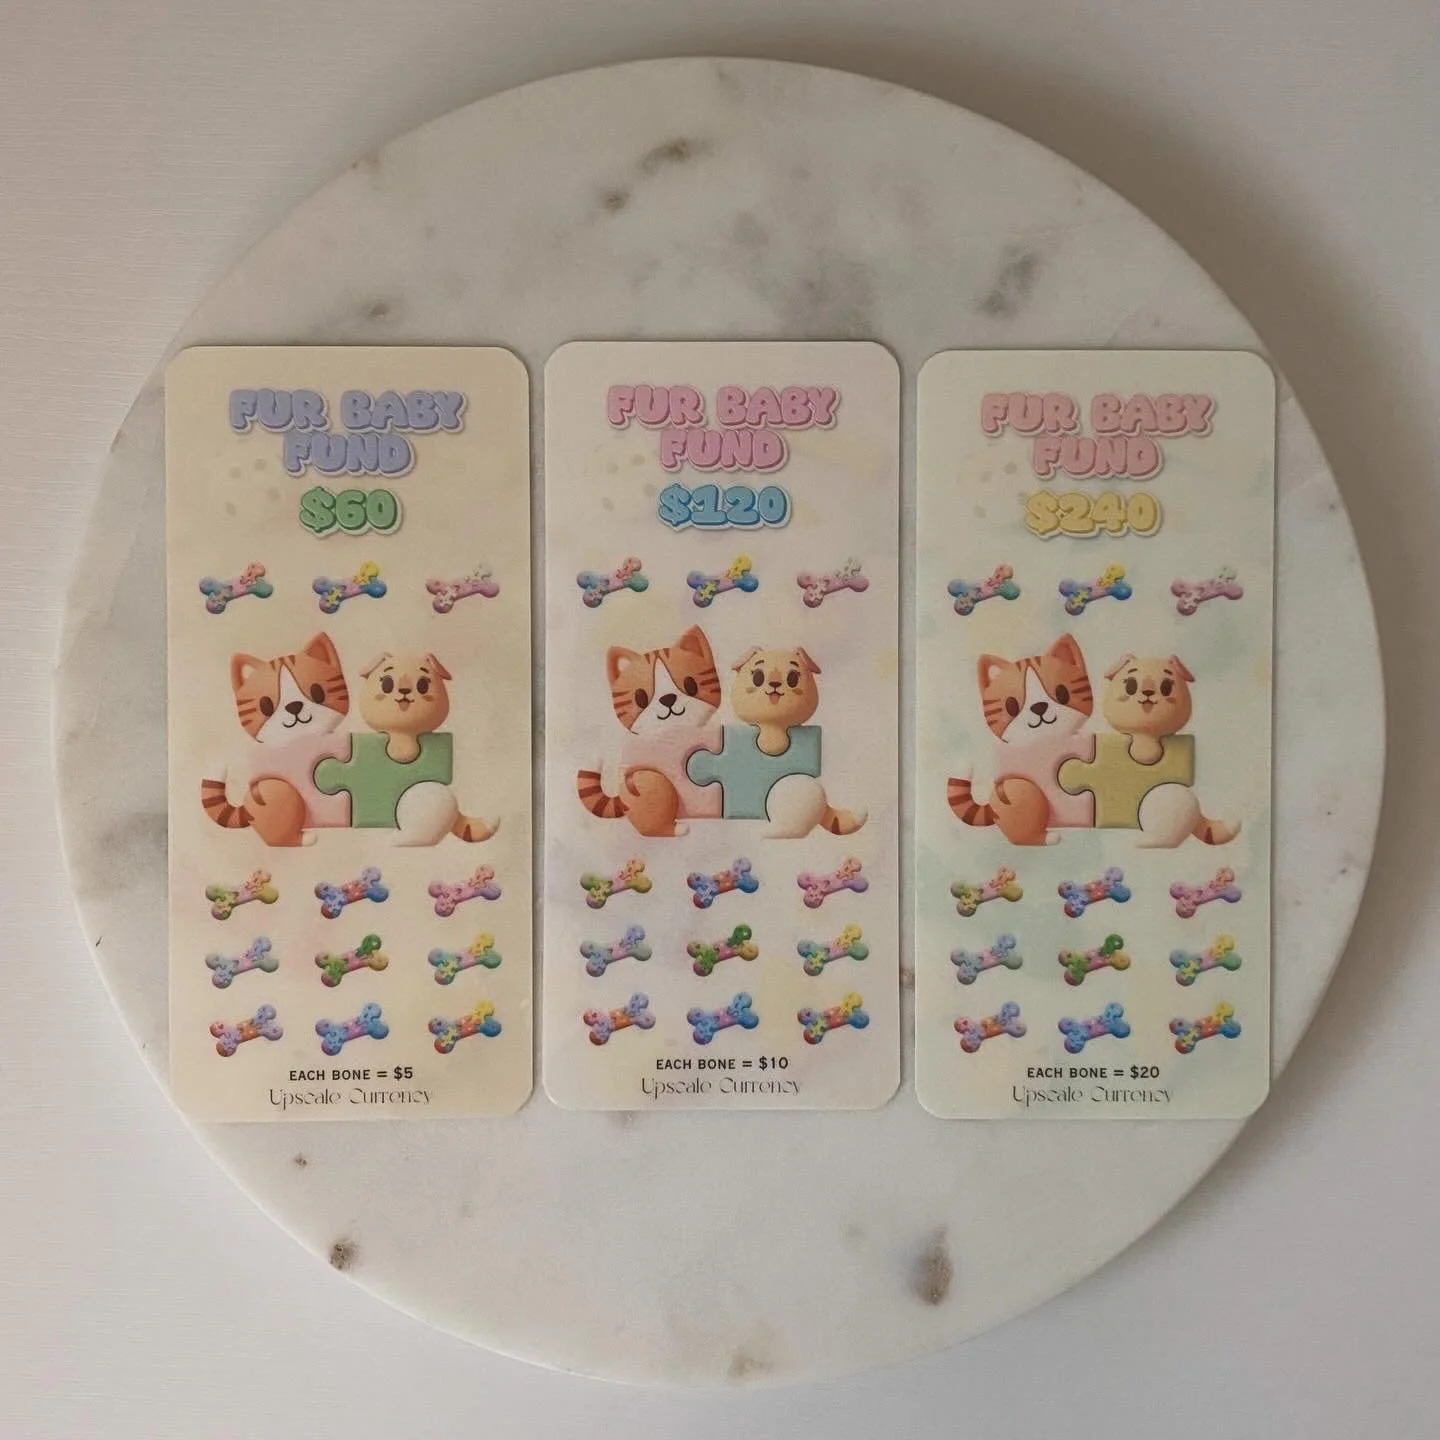 FUR BABY
FUND
$60
EACH BONE = $5
Upscale Currency
FUR BABY
FUND
$120
EACH BONE = $10
Upscale Currency
FUR BABY
FUND
$240
EACH BONE = $20
Upscale Currency